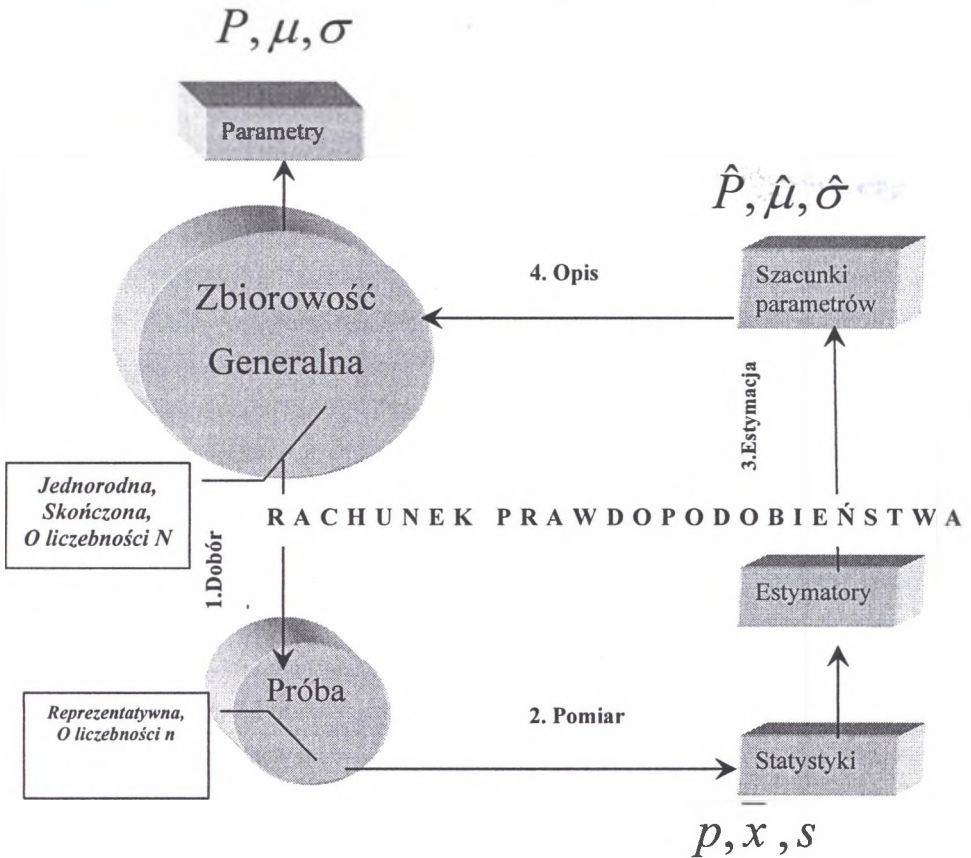 P, μ, σ
Parametry
P̂, μ̂, σ̂
4. Opis
Szacunki
parametrów
Zbiorowość
Generalna
3.Estymacja
Jednorodna,
Skończona,
O liczebności N
RACHUNEK PRAWDOPODOBIEŃSTWA
1.Dobór
Estymatory
Próba
Reprezentatywna,
O liczebności n
2. Pomiar
Statystyki
p, x̅, s